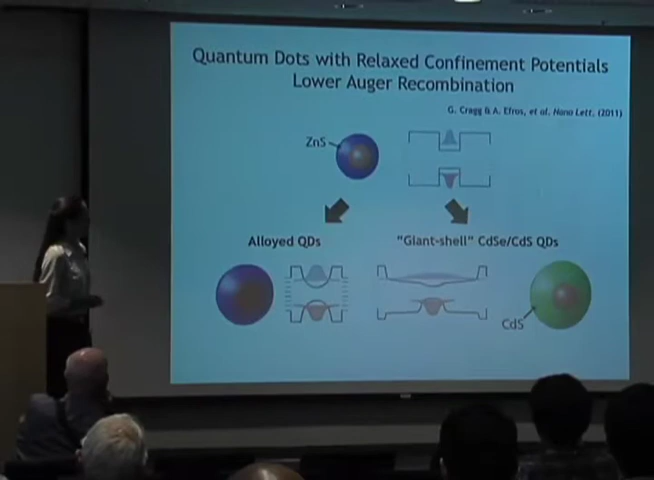 Quantum Dots with Relaxed Confinement Potentials
Lower Auger Recombination
G. Cragg & A. Efros, et al. Nano Lett. (2011)
ZnS
Alloyed QDs
"Giant-shell" CdSe/CdS QDs
CdS